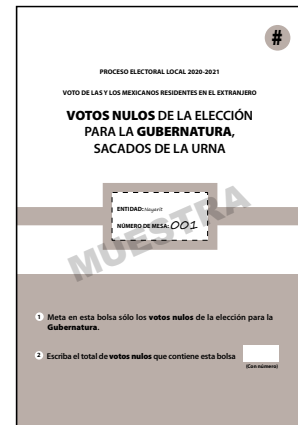 #
PROCESO ELECTORAL LOCAL 2020-2021
VOTO DE LAS Y LOS MEXICANOS RESIDENTES EN EL EXTRANJERO
VOTOS NULOS DE LA ELECCIÓN
PARA LA GUBERNATURA,
SACADOS DE LA URNA
ENTIDAD: Nayarit
NÚMERO DE MESA: 001
MUESTRA
1 Meta en esta bolsa sólo los votos nulos de la elección para la
Gubernatura.
2 Escriba el total de votos nulos que contiene esta bolsa
(Con número)